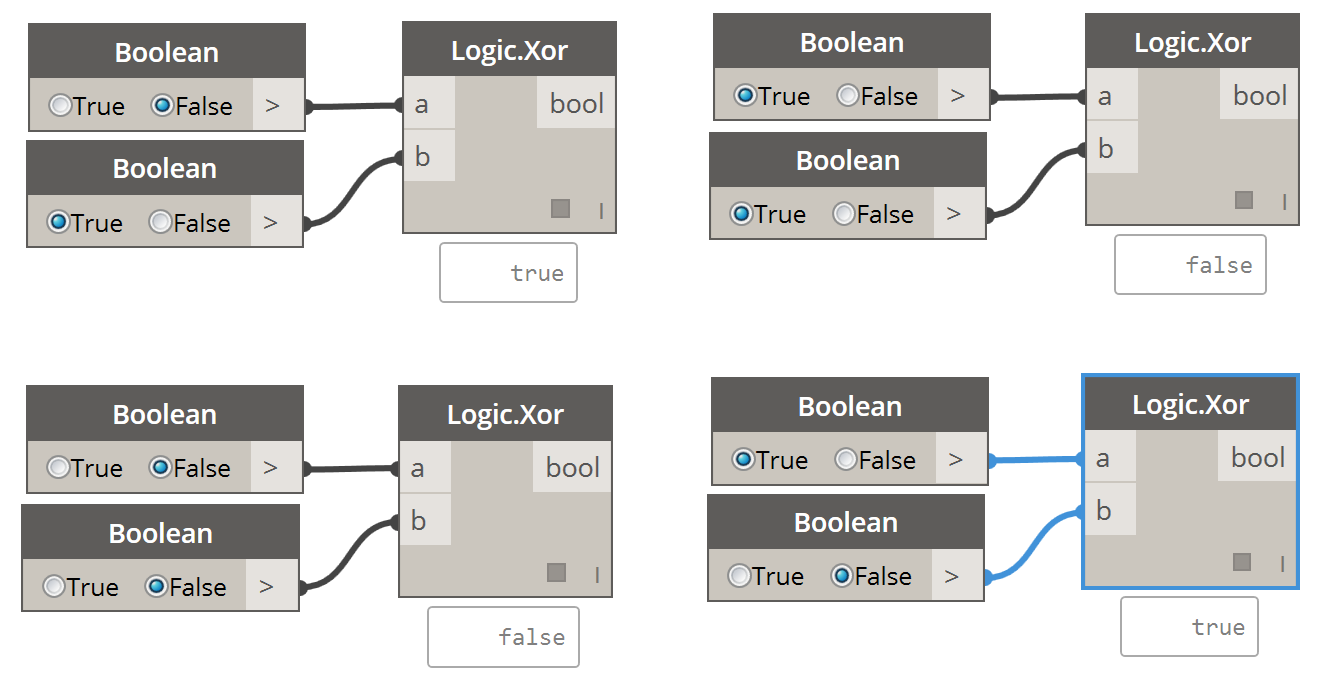 Boolean
True False >
Boolean
True False >
Logic.Xor
a bool
b
l
true
Boolean
True False >
Boolean
True False >
Logic.Xor
a bool
b
l
false
Boolean
True False >
Boolean
True False >
Logic.Xor
a bool
b
l
false
Boolean
True False >
Boolean
True False >
Logic.Xor
a bool
b
l
true